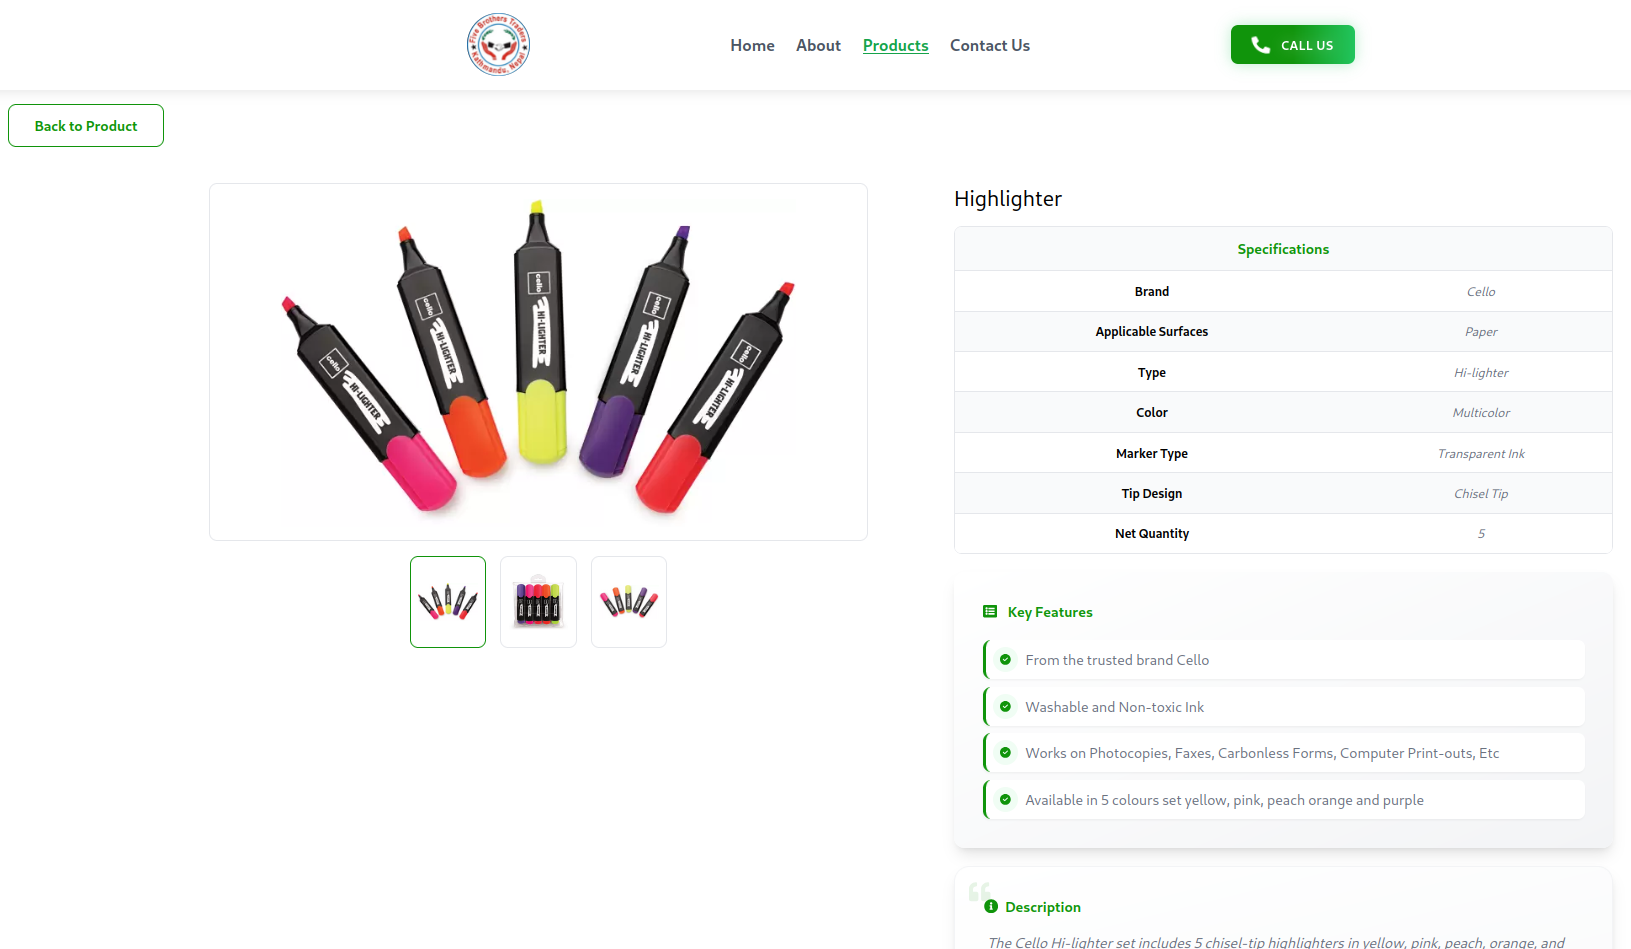 Five Brothers Traders
Kathmandu, Nepal
Home
About
Products
Contact Us
CALL US
Back to Product
cello
HI-LIGHTER
cello
HI-LIGHTER
cello
HI-LIGHTER
cello
HI-LIGHTER
cello
HI-LIGHTER
Highlighter
Specifications
Brand Cello
Applicable Surfaces Paper
Type Hi-lighter
Color Multicolor
Marker Type Transparent Ink
Tip Design Chisel Tip
Net Quantity 5
Key Features
From the trusted brand Cello
Washable and Non-toxic Ink
Works on Photocopies, Faxes, Carbonless Forms, Computer Print-outs, Etc
Available in 5 colours set yellow, pink, peach orange and purple
Description
The Cello Hi-lighter set includes 5 chisel-tip highlighters in yellow, pink, peach, orange, and